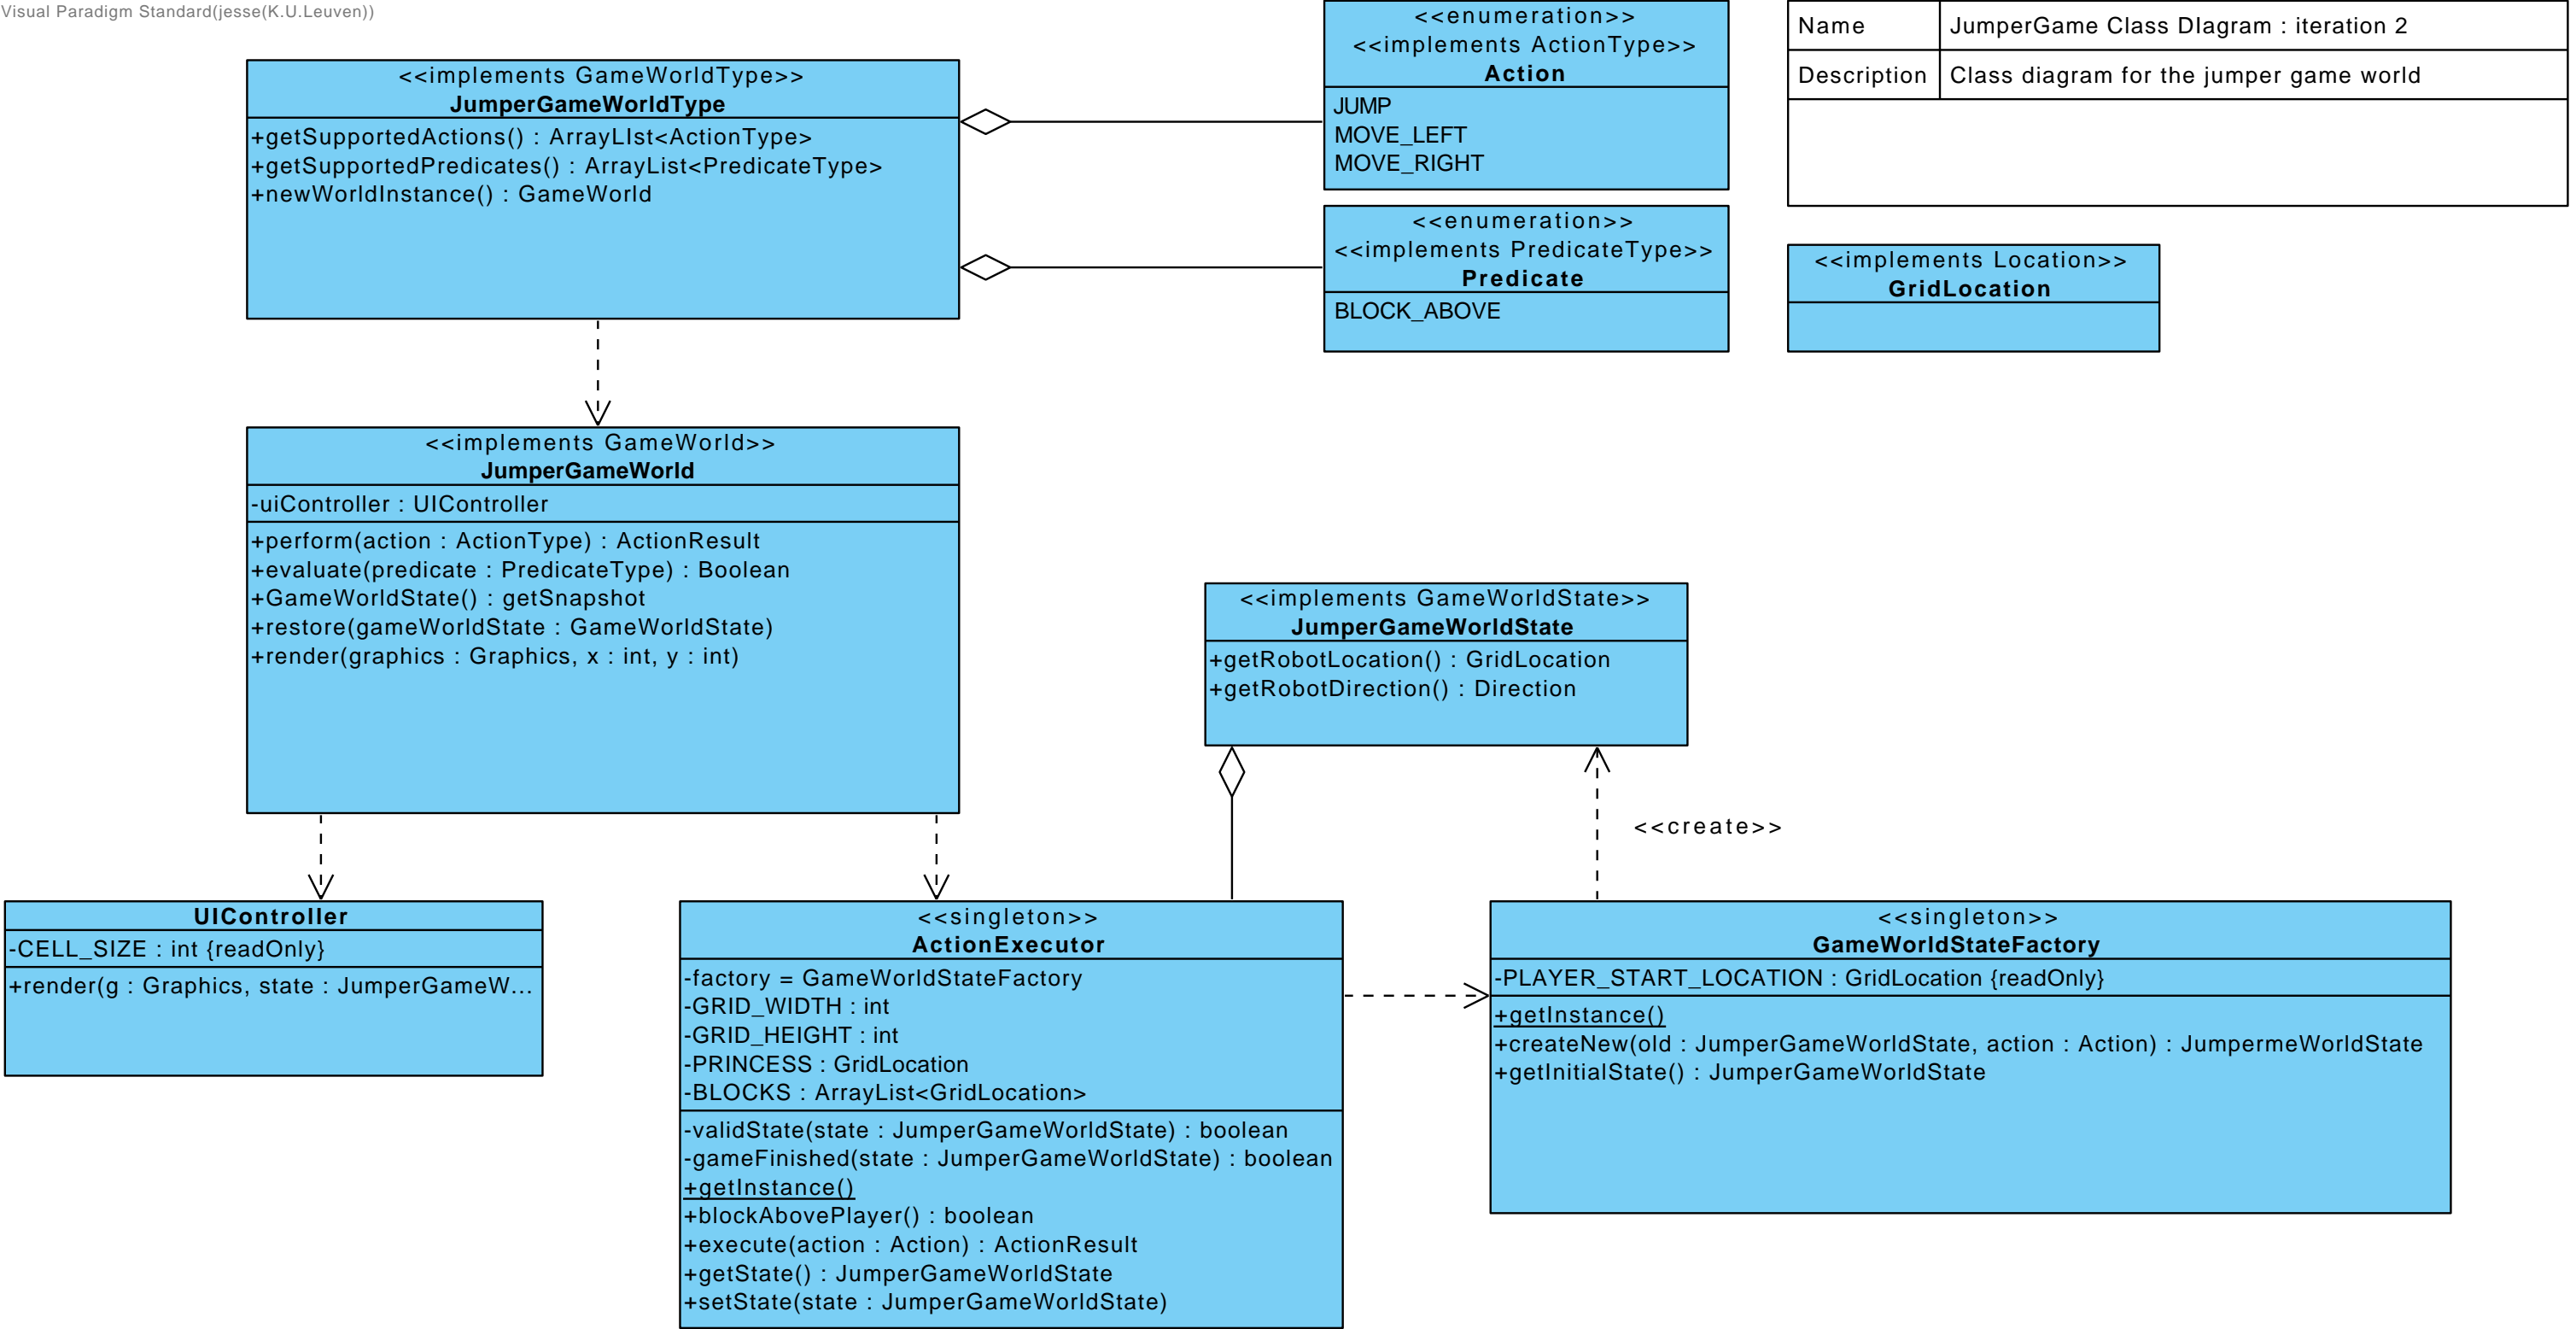 Visual Paradigm Standard(jesse(K.U.Leuven))
<<implements GameWorldType>>
JumperGameWorldType
+getSupportedActions() : ArrayLIst<ActionType>
+getSupportedPredicates() : ArrayList<PredicateType>
+newWorldInstance() : GameWorld
<<enumeration>>
<<implements ActionType>>
Action
JUMP
MOVE_LEFT
MOVE_RIGHT
Name JumperGame Class DIagram : iteration 2
Description Class diagram for the jumper game world
<<enumeration>>
<<implements PredicateType>>
Predicate
BLOCK_ABOVE
<<implements Location>>
GridLocation
<<implements GameWorld>>
JumperGameWorld
-uiController : UIController
+perform(action : ActionType) : ActionResult
+evaluate(predicate : PredicateType) : Boolean
+GameWorldState() : getSnapshot
+restore(gameWorldState : GameWorldState)
+render(graphics : Graphics, x : int, y : int)
<<implements GameWorldState>>
JumperGameWorldState
+getRobotLocation() : GridLocation
+getRobotDirection() : Direction
<<create>>
UIController
-CELL_SIZE : int {readOnly}
+render(g : Graphics, state : JumperGameW...
<<singleton>>
ActionExecutor
-factory = GameWorldStateFactory
-GRID_WIDTH : int
-GRID_HEIGHT : int
-PRINCESS : GridLocation
-BLOCKS : ArrayList<GridLocation>
-validState(state : JumperGameWorldState) : boolean
-gameFinished(state : JumperGameWorldState) : boolean
+getInstance()
+blockAbovePlayer() : boolean
+execute(action : Action) : ActionResult
+getState() : JumperGameWorldState
+setState(state : JumperGameWorldState)
<<singleton>>
GameWorldStateFactory
-PLAYER_START_LOCATION : GridLocation {readOnly}
+getInstance()
+createNew(old : JumperGameWorldState, action : Action) : JumpermeWorldState
+getInitialState() : JumperGameWorldState